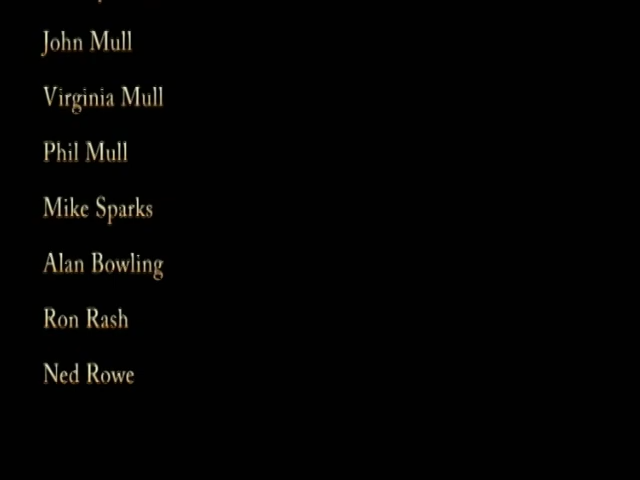 John Mull
Virginia Mull
Phil Mull
Mike Sparks
Alan Bowling
Ron Rash
Ned Rowe